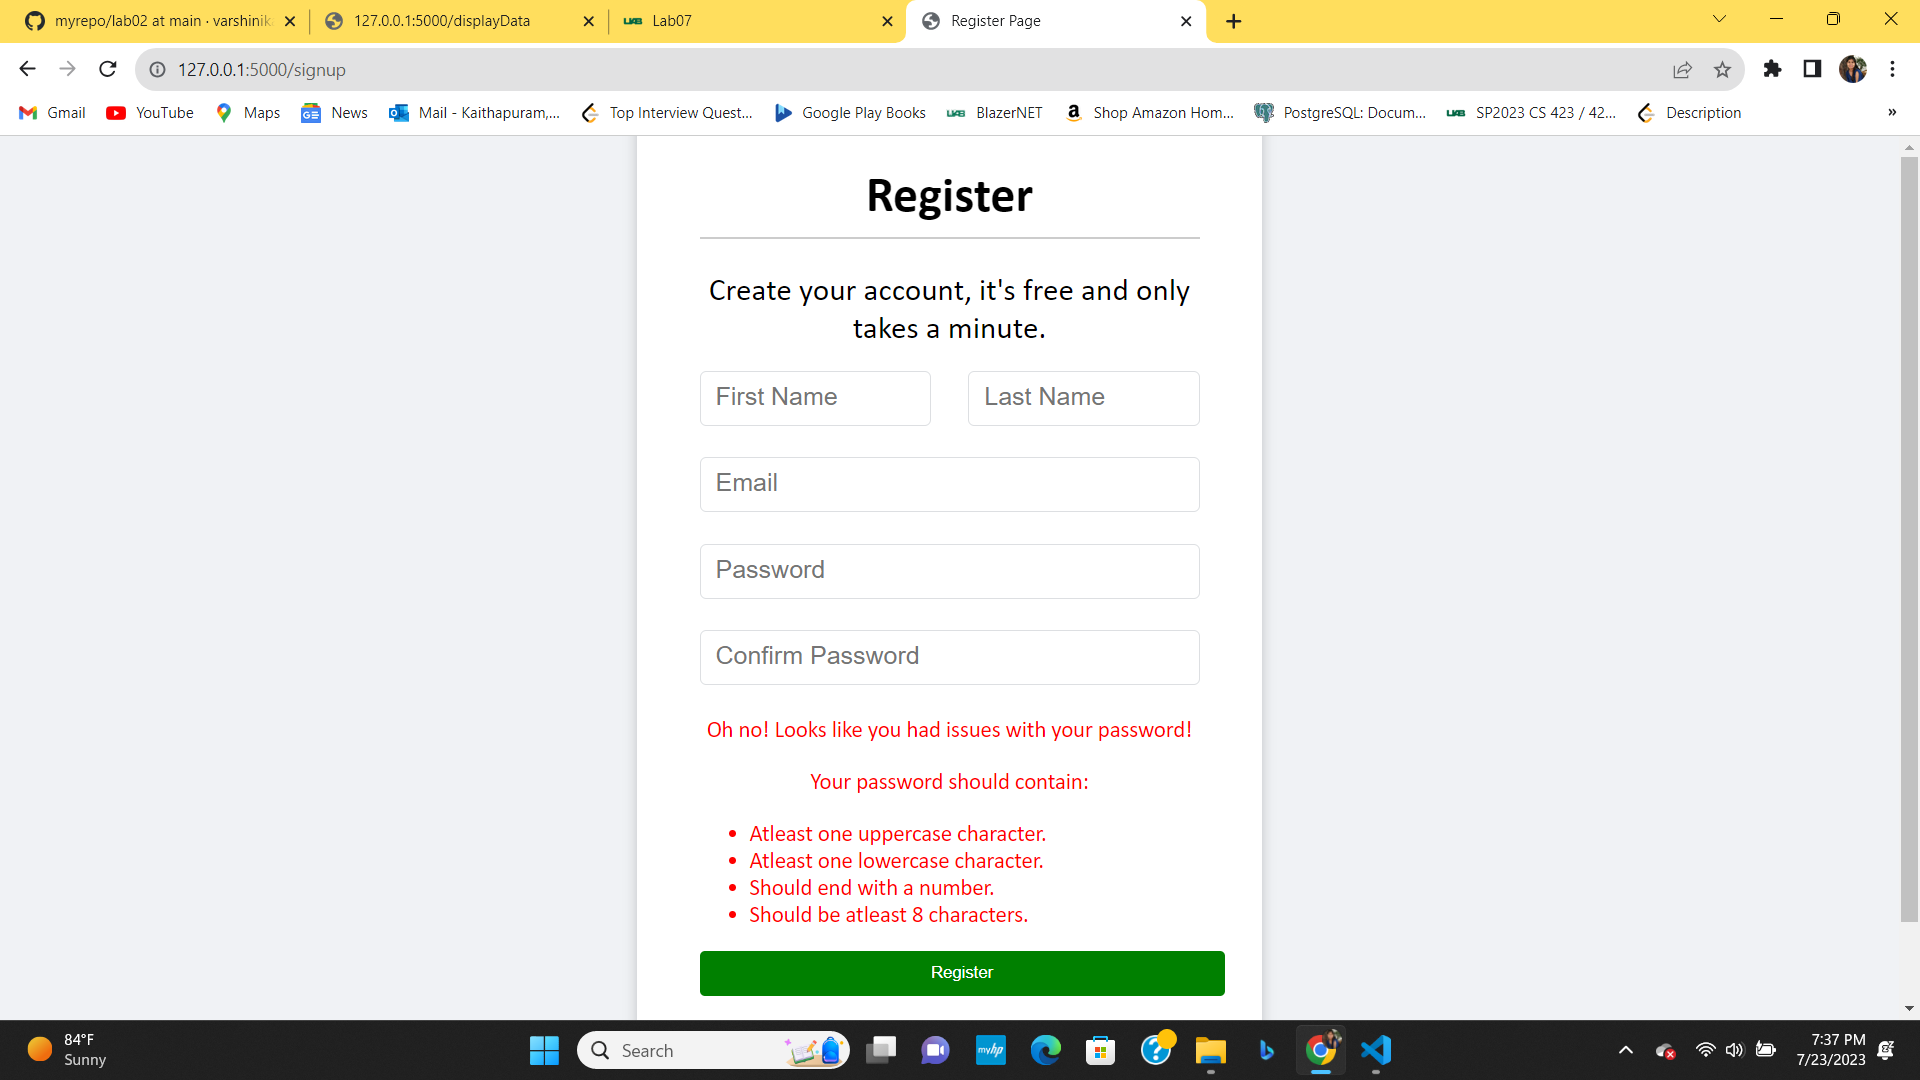 myrepo/lab02 at main · varshinik
127.0.0.1:5000/displayData
UAB Lab07
Register Page
127.0.0.1:5000/signup
Gmail
YouTube
Maps
News
Mail - Kaithapuram,...
Top Interview Quest...
Google Play Books
UAB BlazerNET
Shop Amazon Hom...
PostgreSQL: Docum...
UAB SP2023 CS 423 / 42...
Description
»
Register
Create your account, it's free and only
takes a minute.
First Name
Last Name
Email
Password
Confirm Password
Oh no! Looks like you had issues with your password!
Your password should contain:
• Atleast one uppercase character.
• Atleast one lowercase character.
• Should end with a number.
• Should be atleast 8 characters.
Register
84°F
Sunny
Search
myhp
7:37 PM
7/23/2023